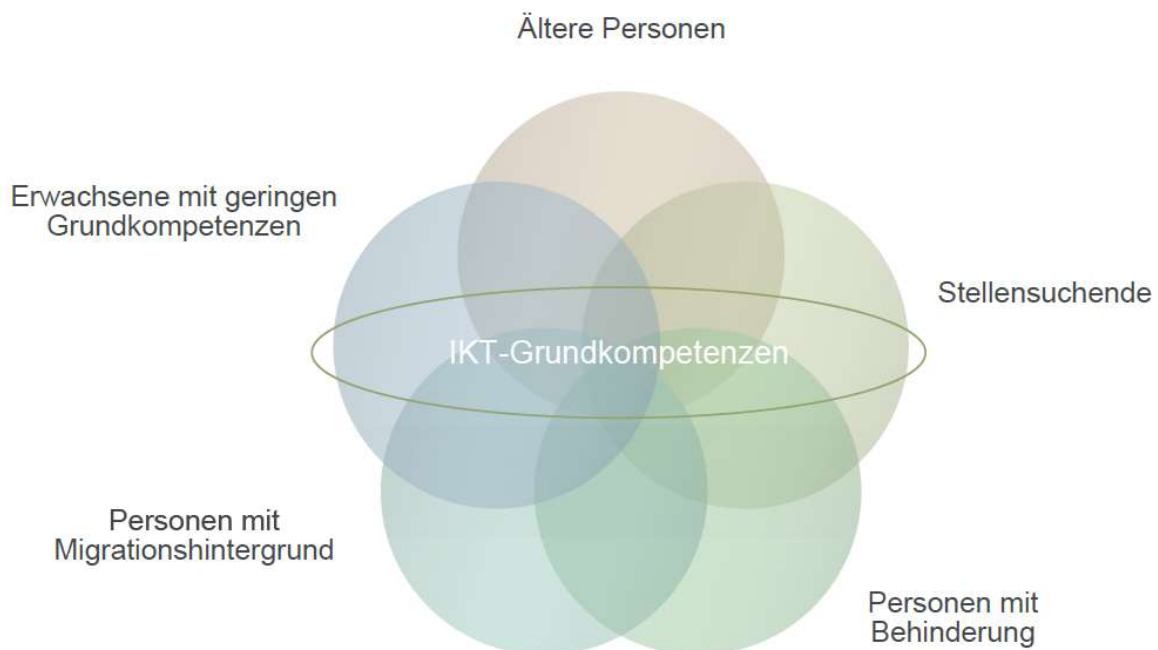 Ältere Personen
Erwachsene mit geringen
Grundkompetenzen
Stellensuchende
IKT-Grundkompetenzen
Personen mit
Migrationshintergrund
Personen mit
Behinderung